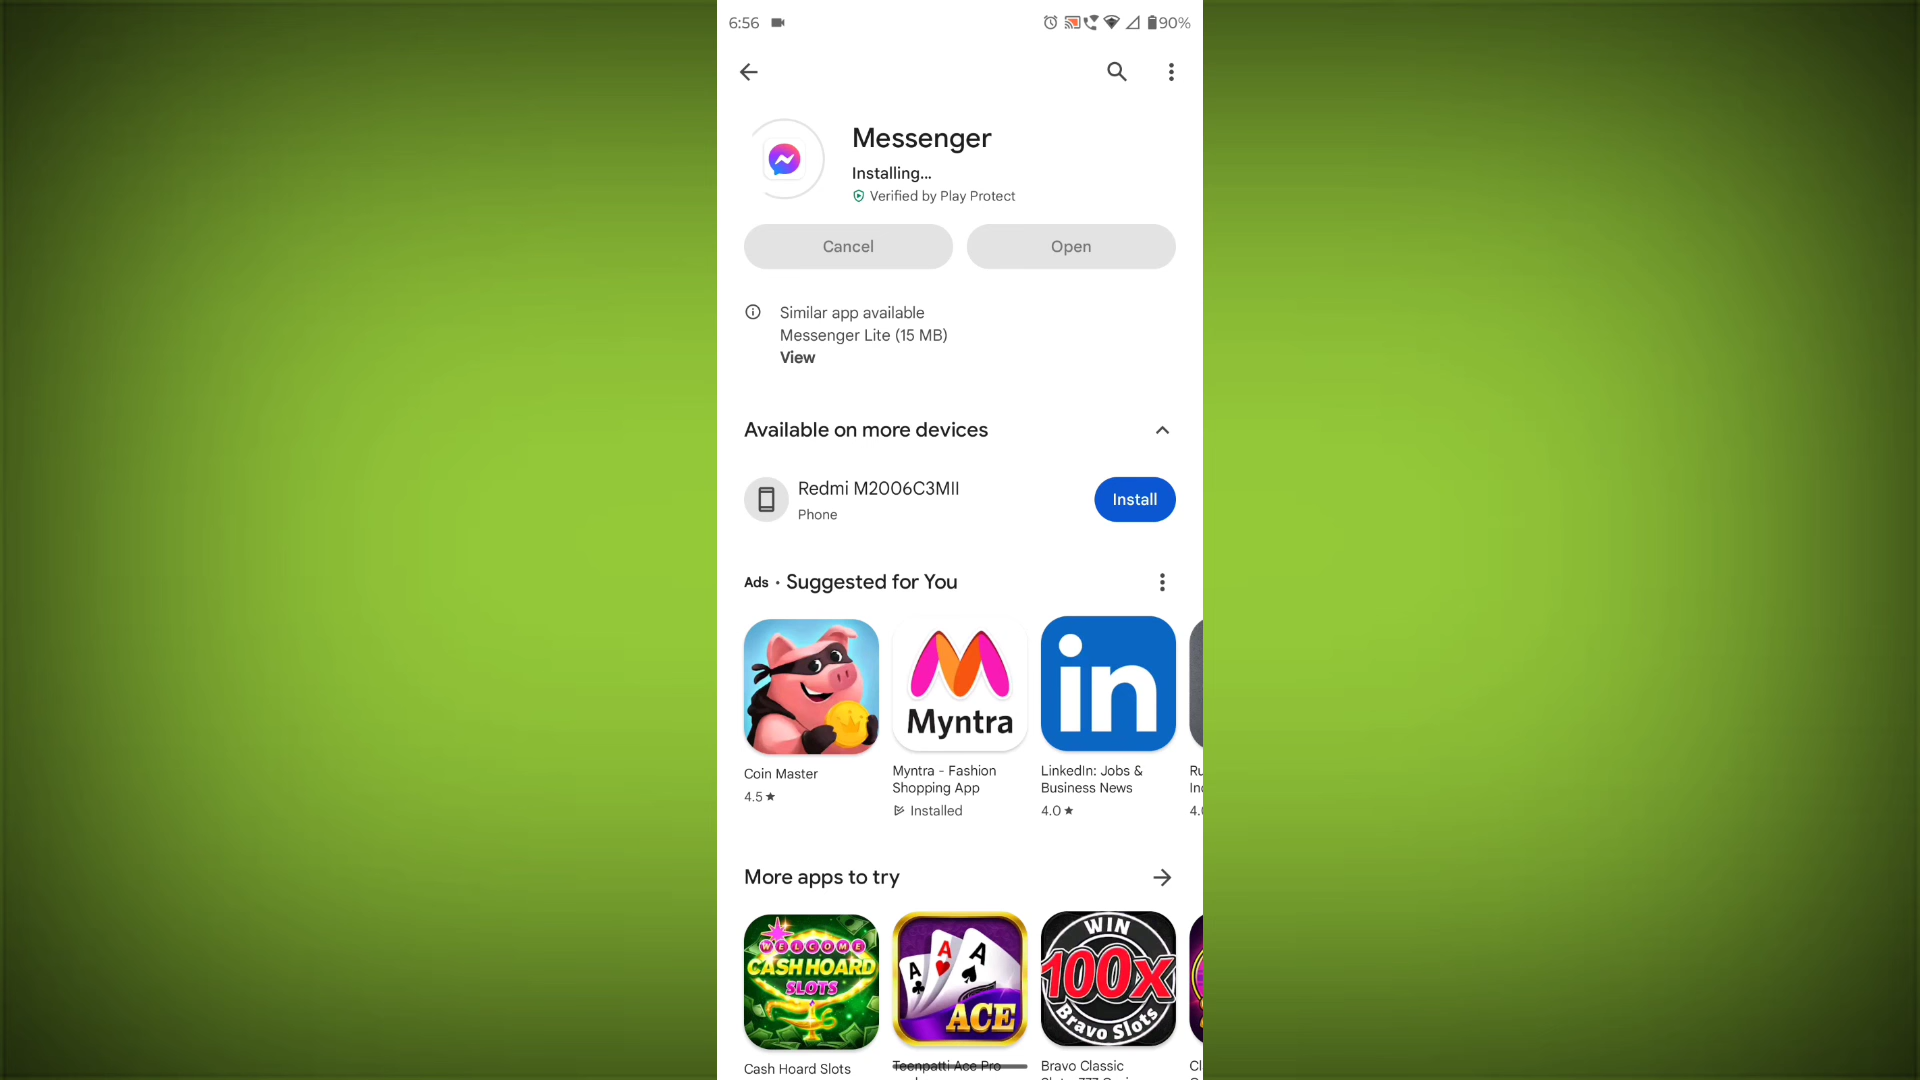 6:56
90%
Messenger
Installing...
Verified by Play Protect
Cancel
Open
Similar app available
Messenger Lite (15 MB)
View
Available on more devices
Redmi M2006C3MII
Phone
Install
Ads • Suggested for You
in
Myntra
Coin Master
4.5★
Myntra - Fashion
Shopping App
Installed
LinkedIn: Jobs &
Business News
4.0★
More apps to try
WELCOME
CASH HOARD
SLOTS
A A A
ACE
WIN
100x
Bravo Slots
Cash Hoard Slots
Teenpatti Ace Pro
Bravo Classic